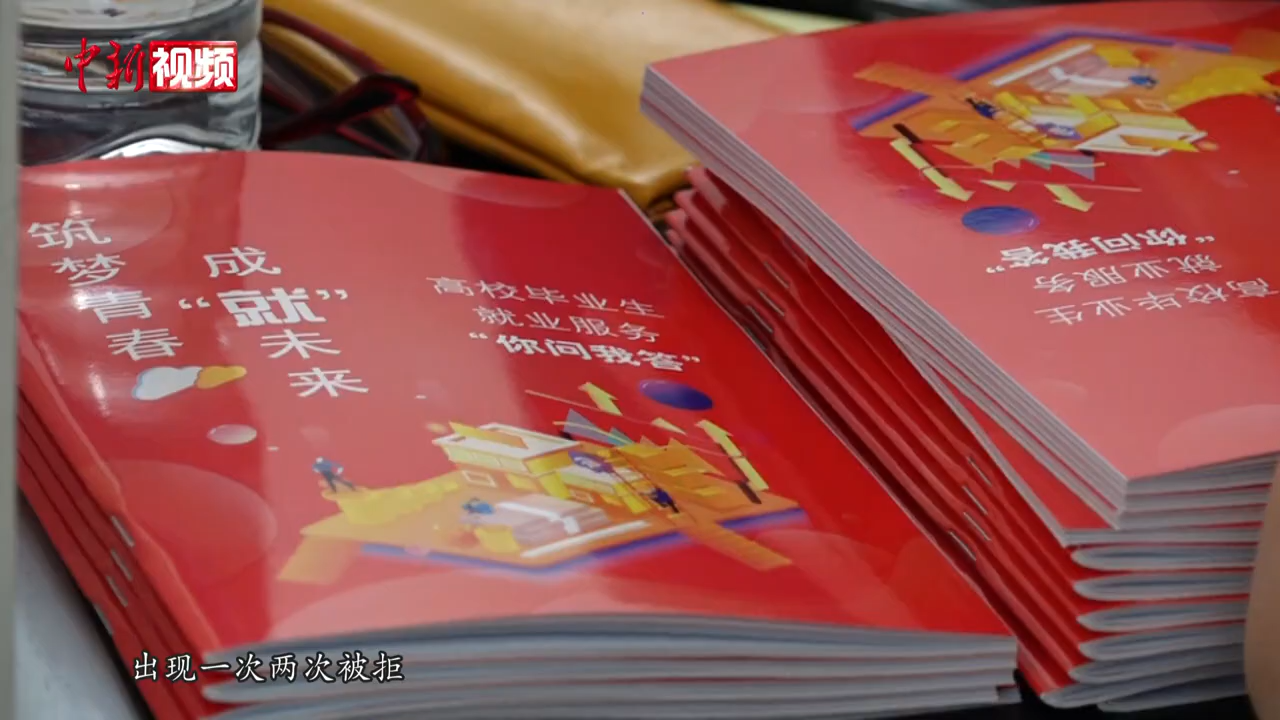 中新视频
筑梦青春
成“就”未来
高校毕业生
就业服务
“你问我答”
高校毕业生
就业服务
“你问我答”
出现一次两次被拒